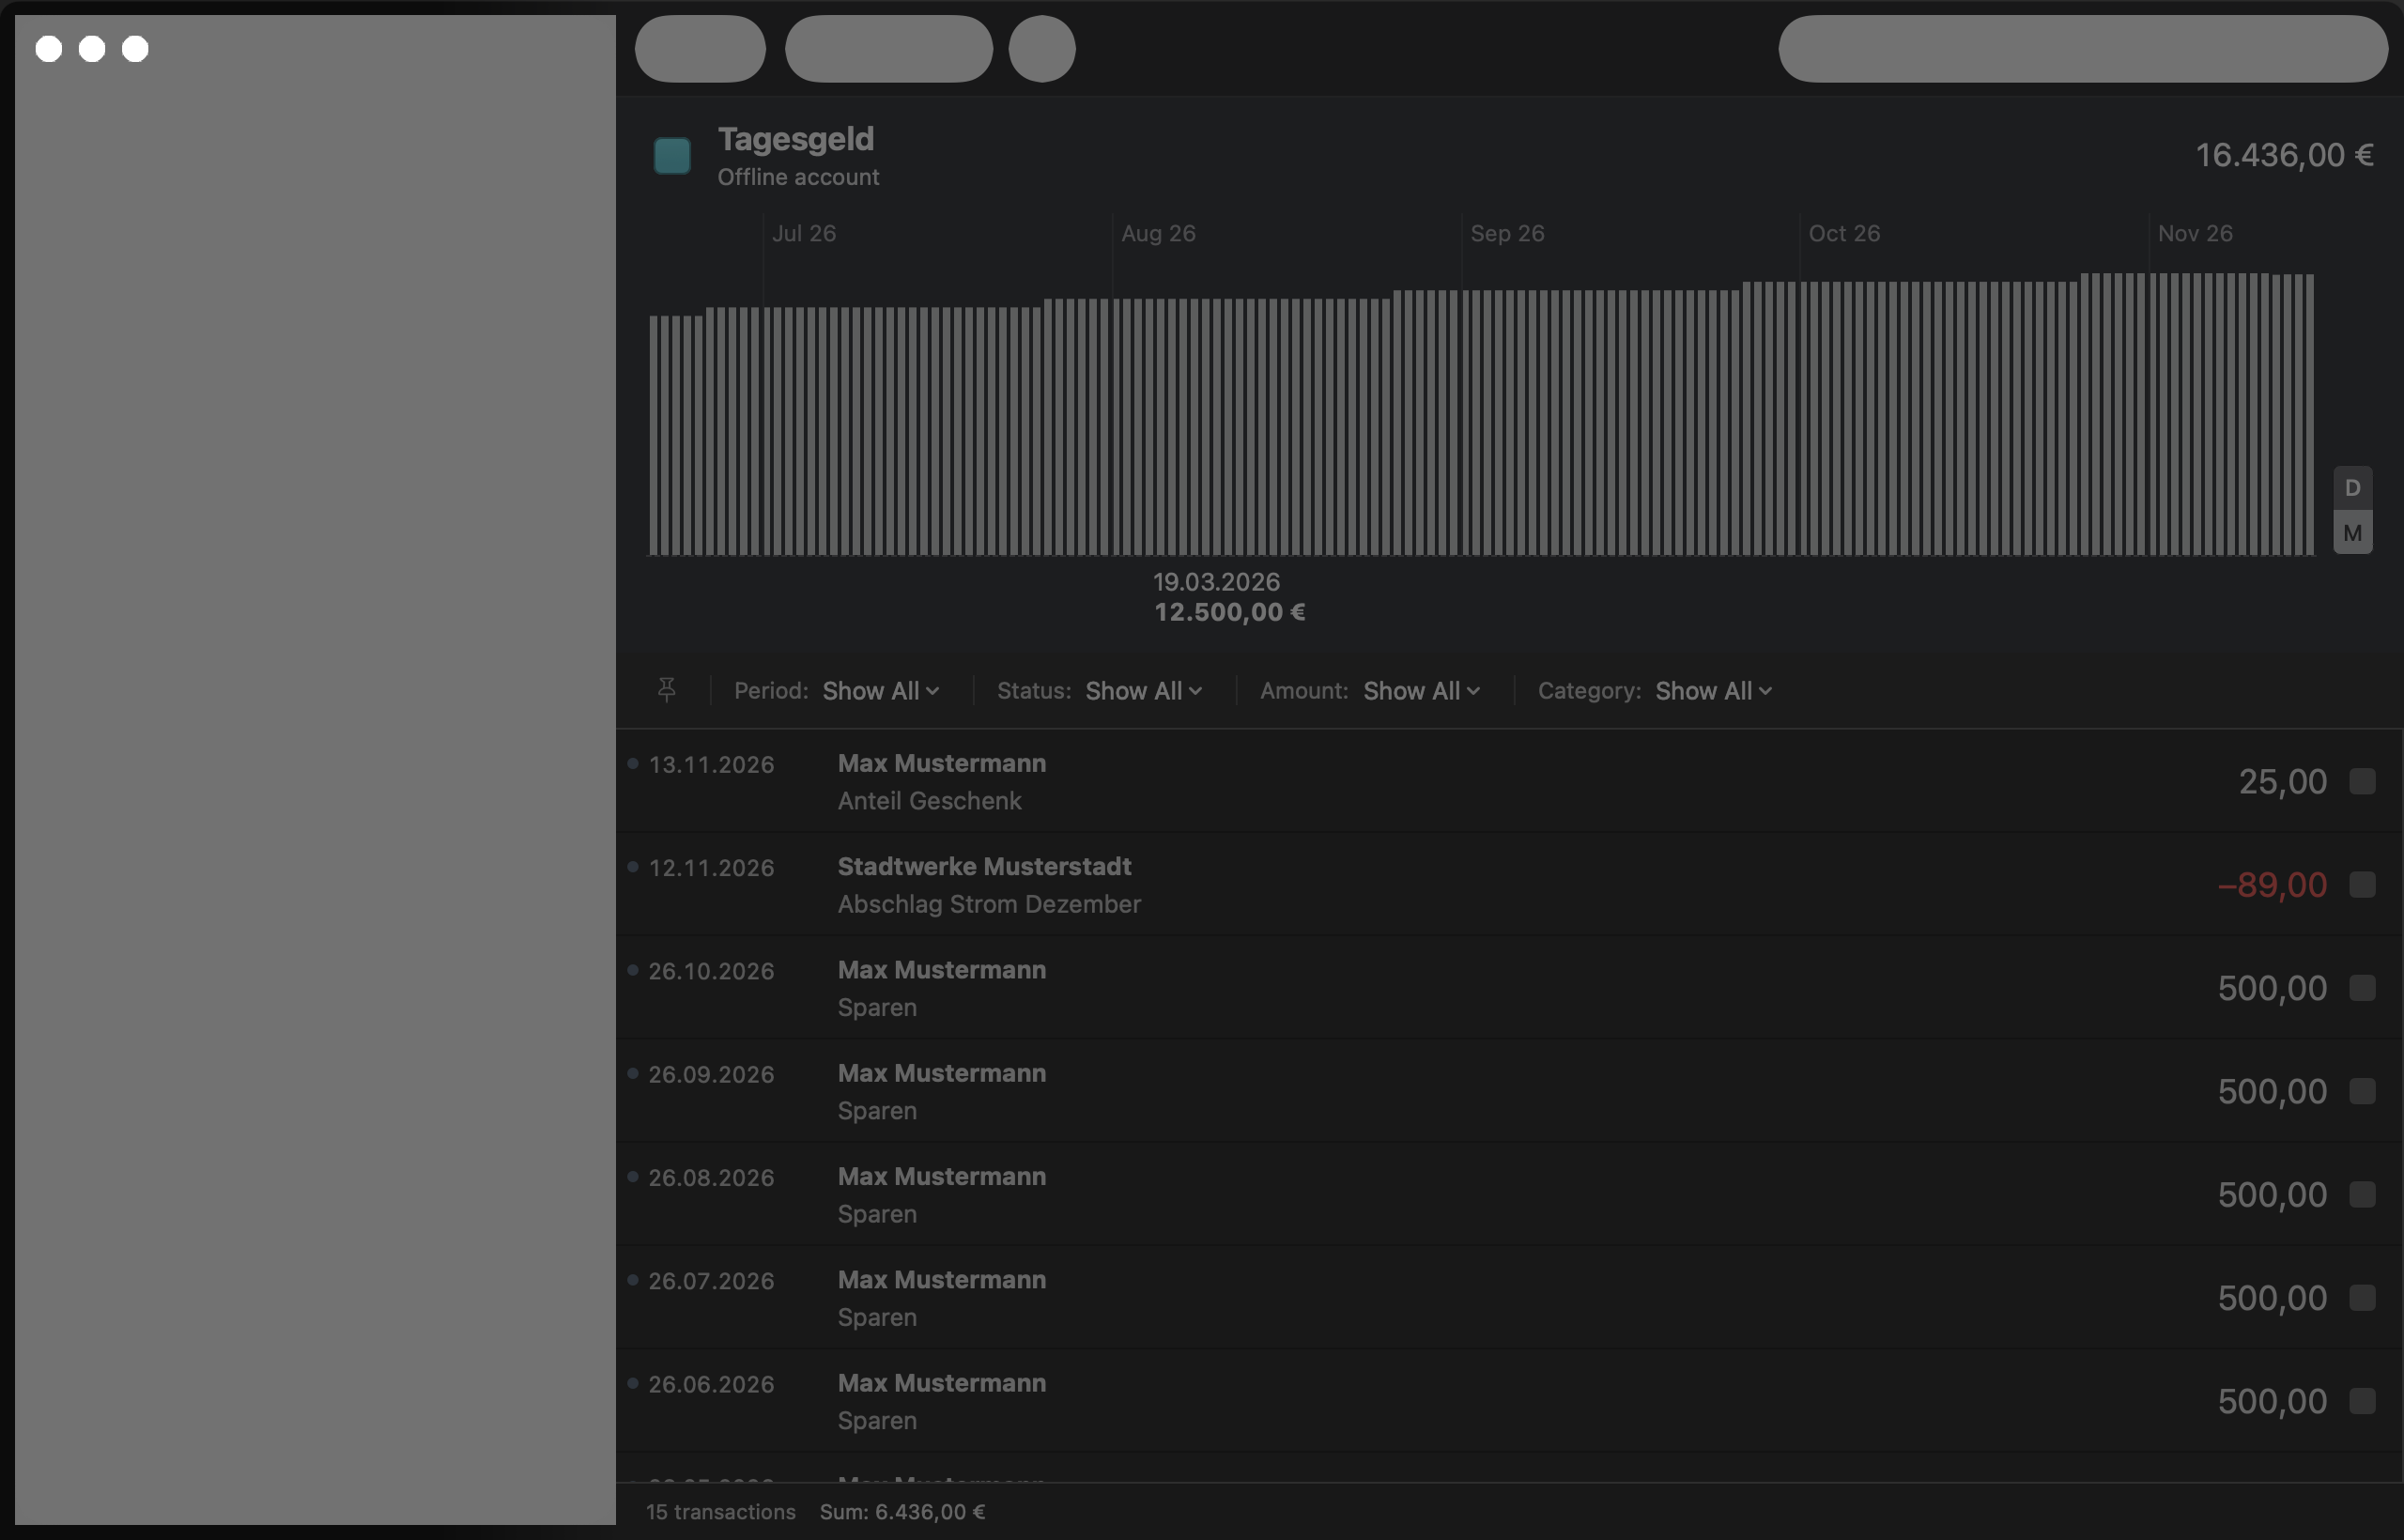 Tagesgeld
Offline account
16.436,00 €
Jul 26
Aug 26
Sep 26
Oct 26
Nov 26
D
M
19.03.2026
12.500,00 €
Period: Show All
Status: Show All
Amount: Show All
Category: Show All
13.11.2026
Max Mustermann
Anteil Geschenk
25,00
12.11.2026
Stadtwerke Musterstadt
Abschlag Strom Dezember
–89,00
26.10.2026
Max Mustermann
Sparen
500,00
26.09.2026
Max Mustermann
Sparen
500,00
26.08.2026
Max Mustermann
Sparen
500,00
26.07.2026
Max Mustermann
Sparen
500,00
26.06.2026
Max Mustermann
Sparen
500,00
Max Mustermann
15 transactions
Sum: 6.436,00 €